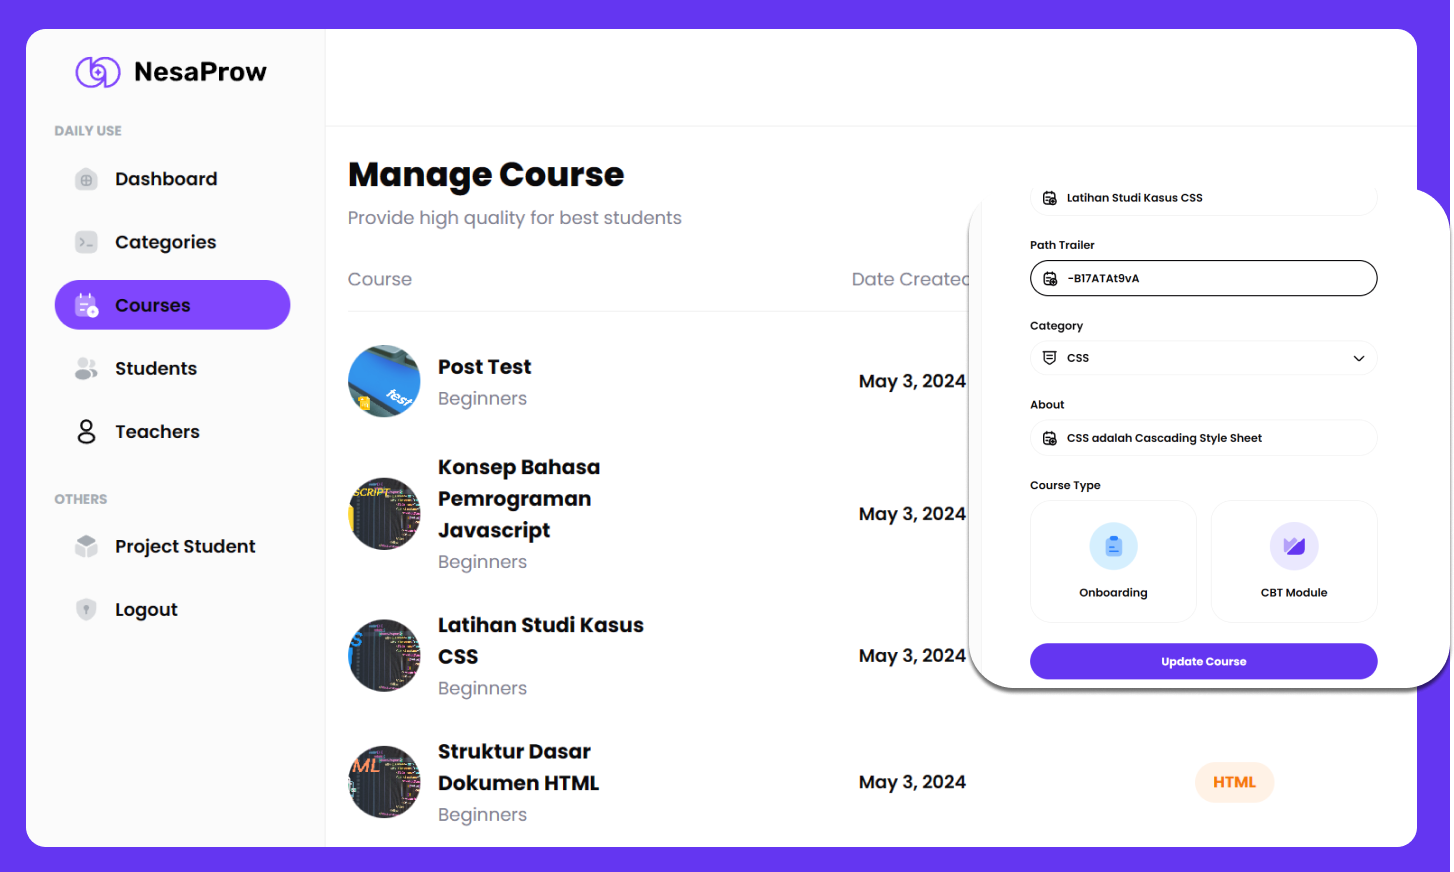 NesaProw
DAILY USE
Dashboard
Categories
Courses
Students
Teachers
OTHERS
Project Student
Logout
Manage Course
Provide high quality for best students
Course
Date Created
Post Test
Beginners
May 3, 2024
test
Konsep Bahasa
Pemrograman
Javascript
Beginners
May 3, 2024
SCRIPT
Latihan Studi Kasus
CSS
Beginners
May 3, 2024
S
Struktur Dasar
Dokumen HTML
Beginners
May 3, 2024
HTML
ML
Latihan Studi Kasus CSS
Path Trailer
-B17ATAt9vA
Category
CSS
About
CSS adalah Cascading Style Sheet
Course Type
Onboarding
CBT Module
Update Course